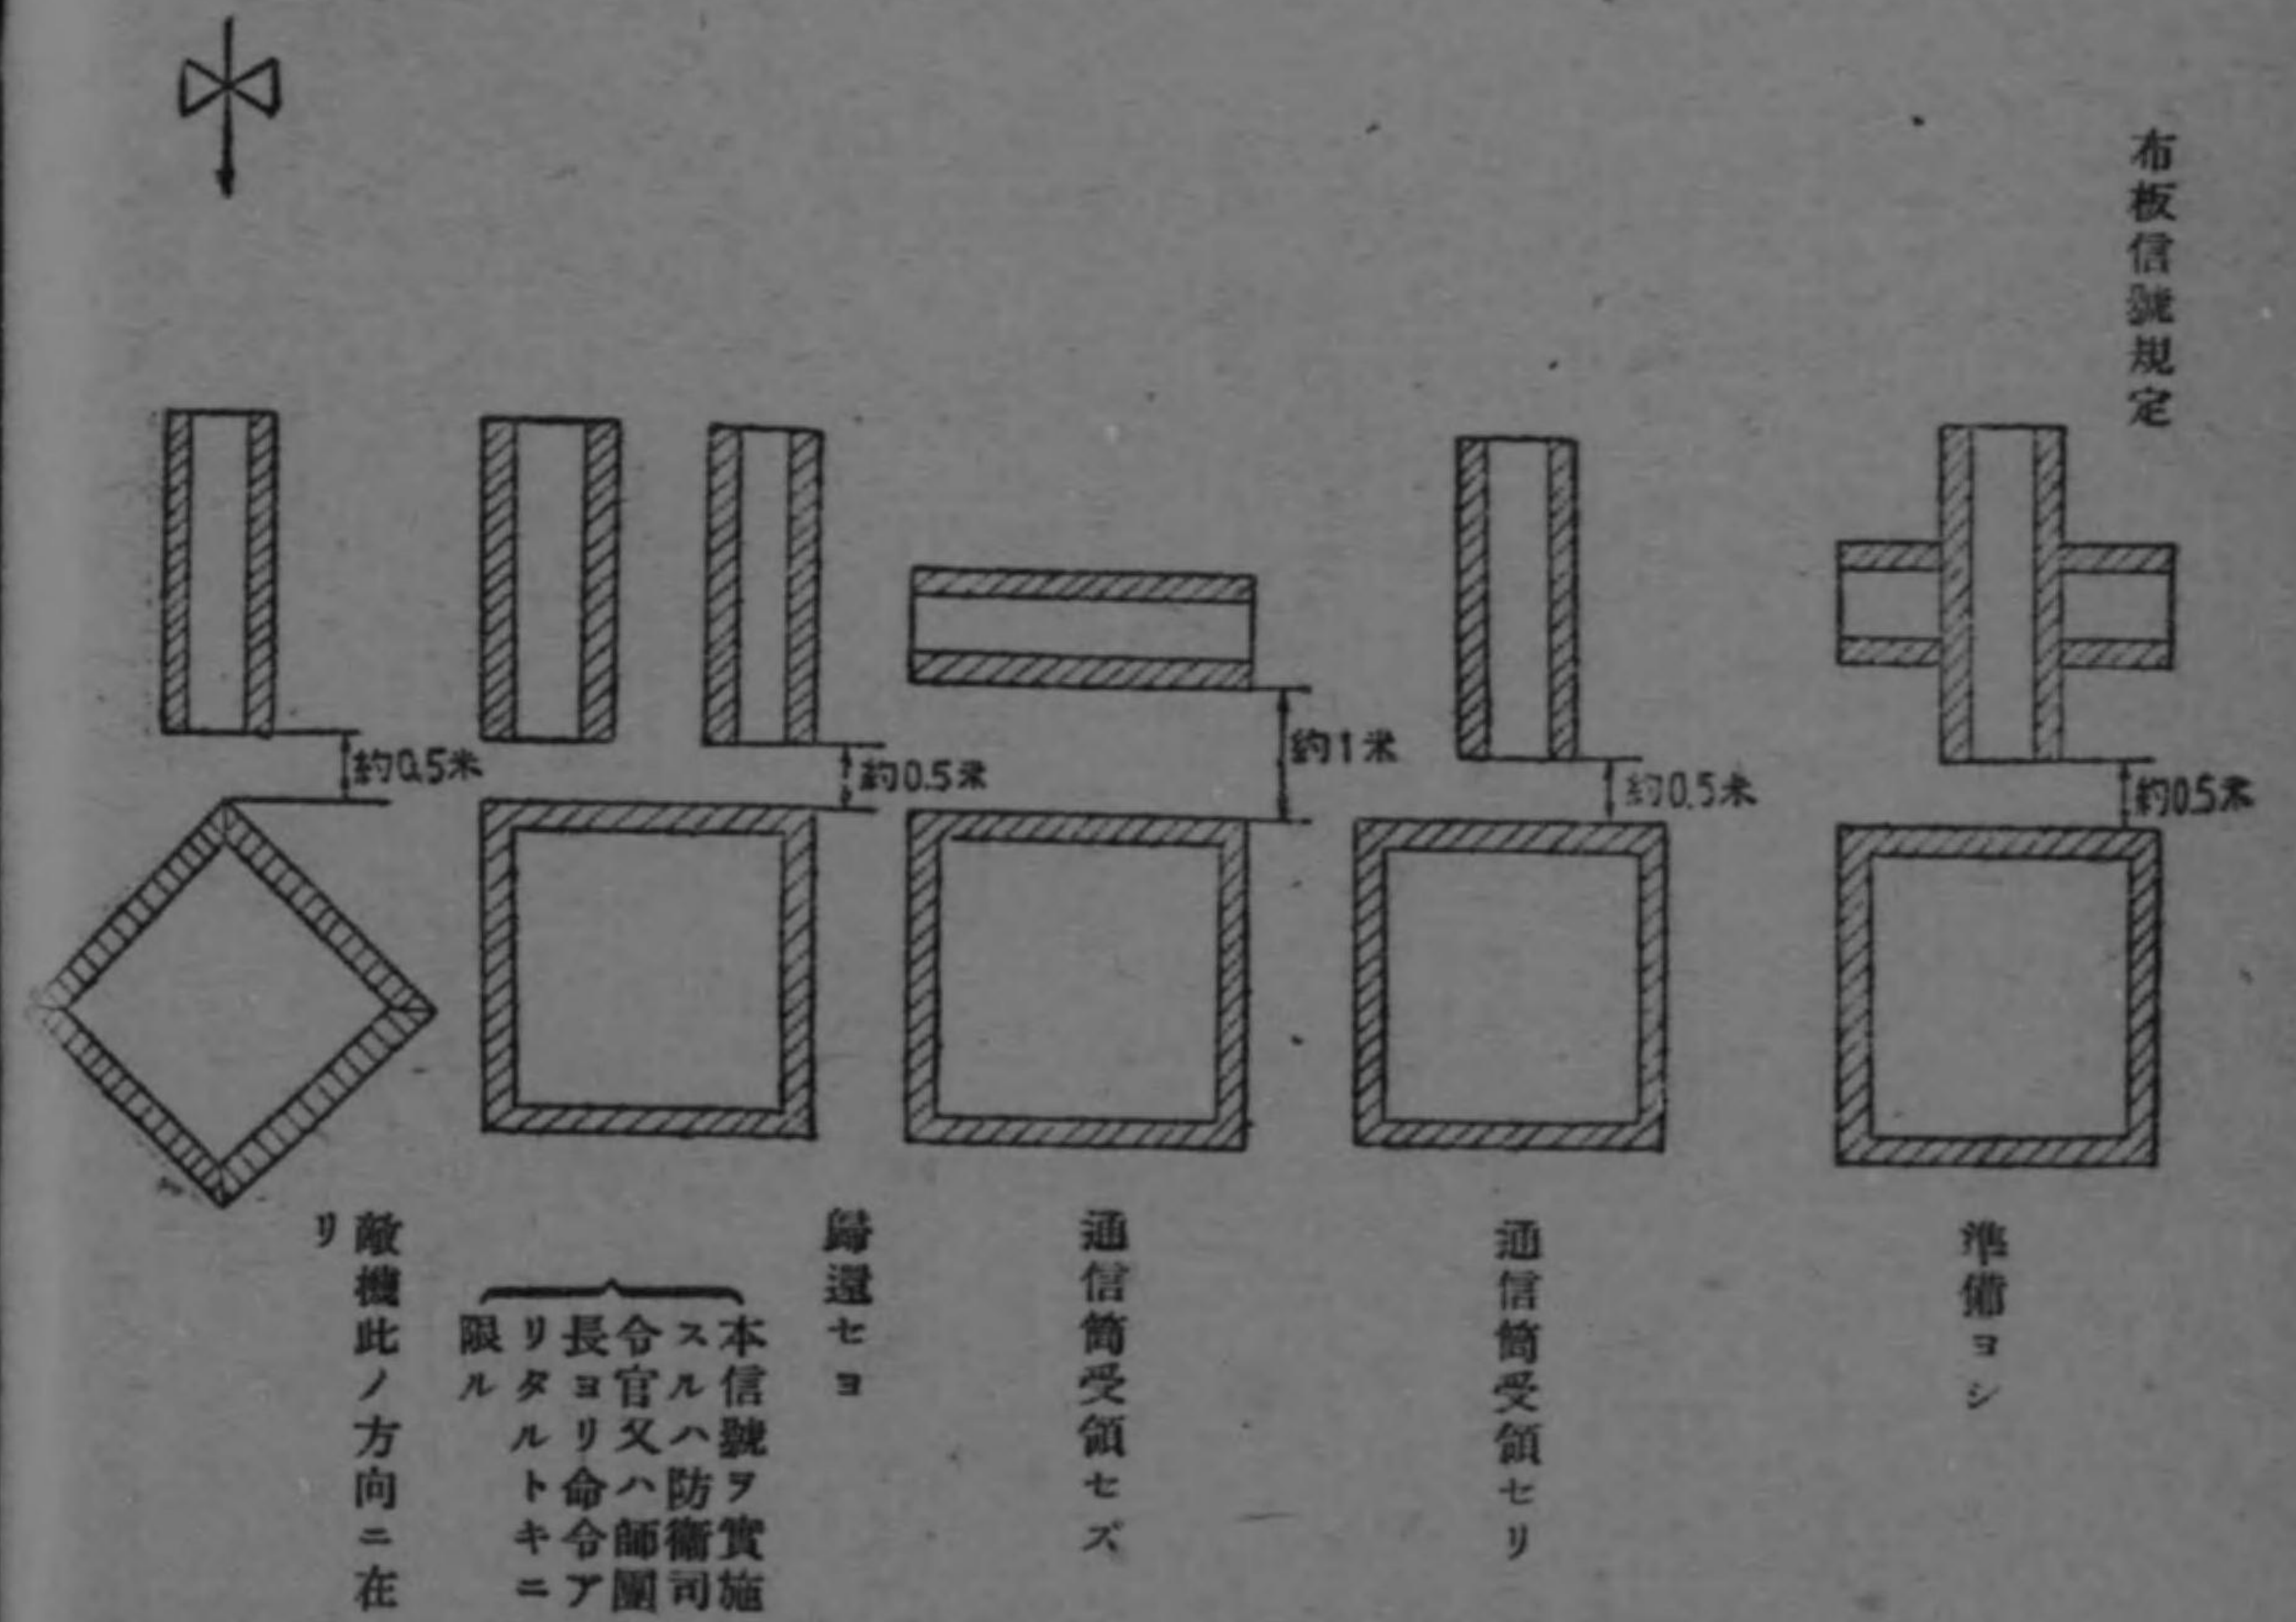 布板信號規定
約0.5米
準備ヨシ
約0.5米
通信筒受領セリ
約1米
通信筒受領セズ
約0.5米
歸還セヨ
本信號ヲ實施
スルハ防衞司
令官又ハ師團
長ヨリ命令ア
リタルトキニ
限ル
約0.5米
敵機此ノ方向ニ在
リ